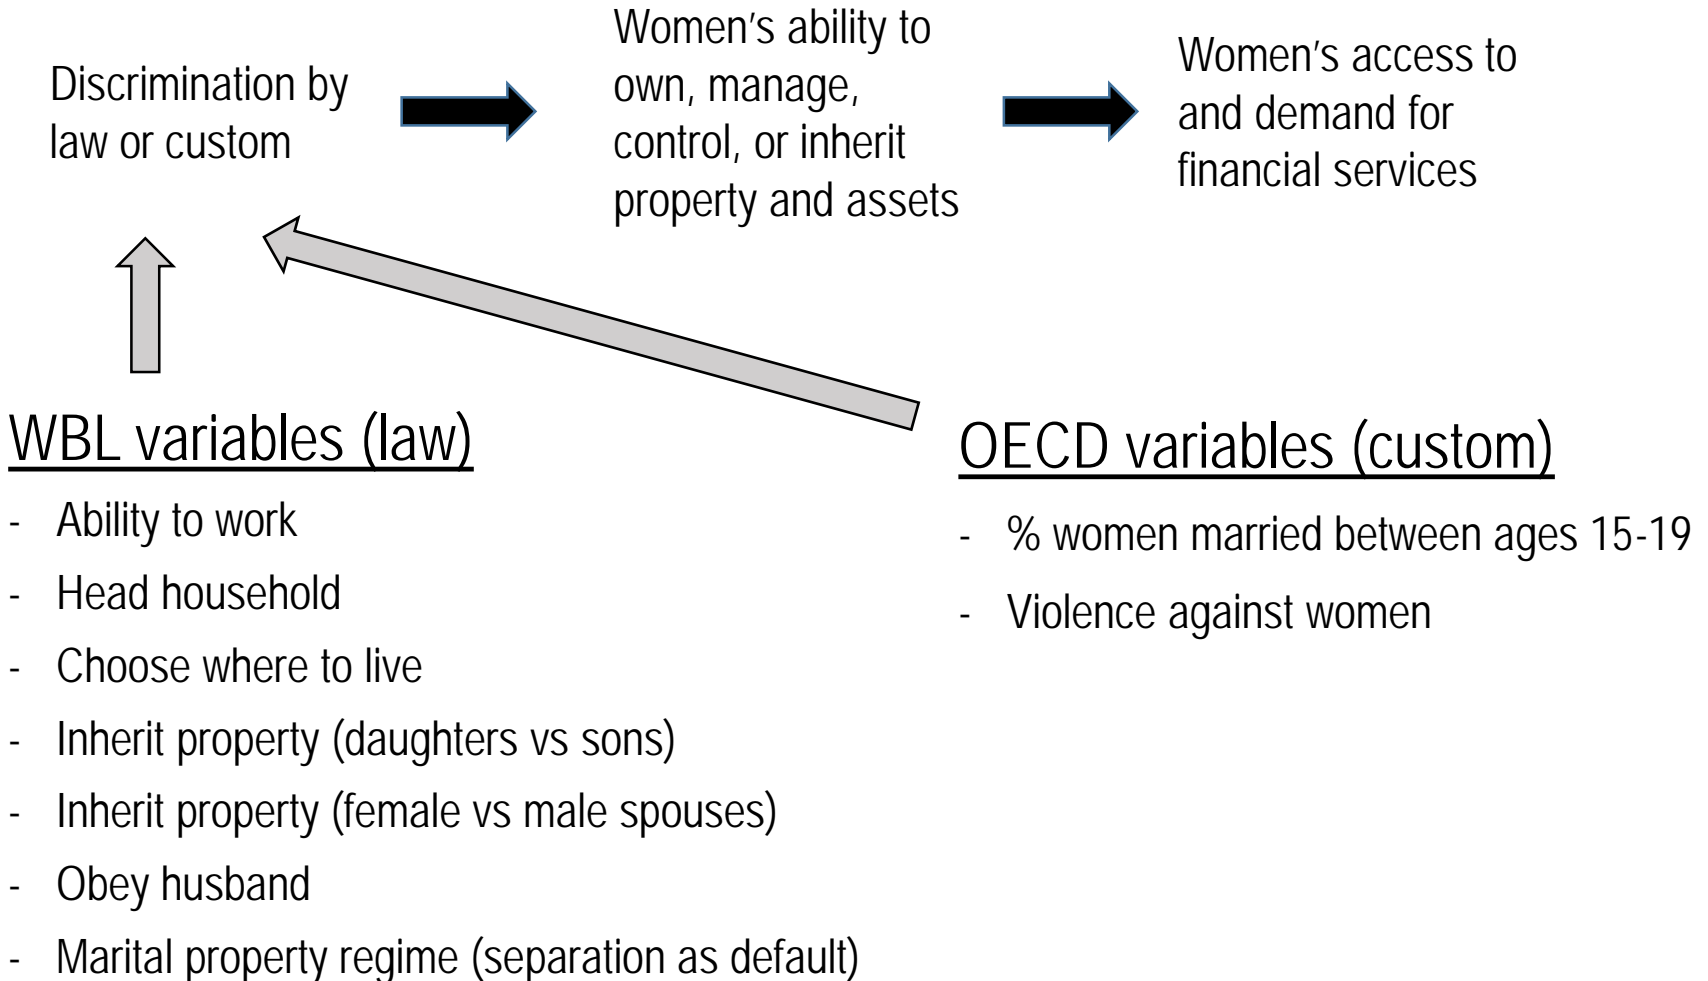 Discrimination by
law or custom
Women's ability to
own, manage,
control, or inherit
property and assets
Women's access to
and demand for
financial services
WBL variables (law)
- Ability to work
- Head household
- Choose where to live
- Inherit property (daughters vs sons)
- Inherit property (female vs male spouses)
- Obey husband
- Marital property regime (separation as default)
OECD variables (custom)
- % women married between ages 15-19
- Violence against women